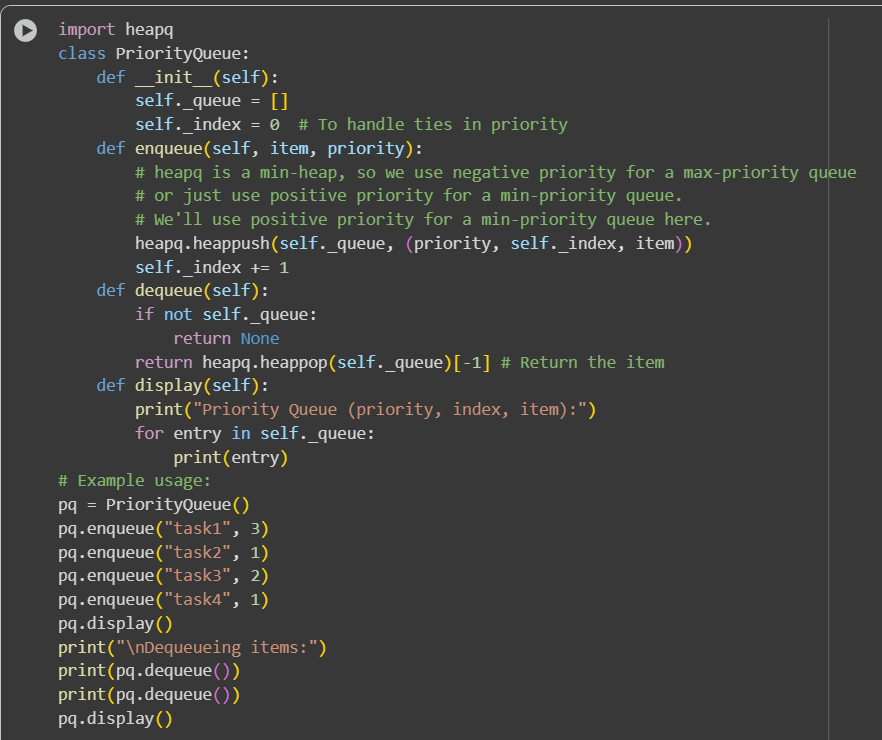 import heapq
class PriorityQueue:
    def __init__(self):
        self._queue = []
        self._index = 0  # To handle ties in priority
    def enqueue(self, item, priority):
        # heapq is a min-heap, so we use negative priority for a max-priority queue
        # or just use positive priority for a min-priority queue.
        # We'll use positive priority for a min-priority queue here.
        heapq.heappush(self._queue, (priority, self._index, item))
        self._index += 1
    def dequeue(self):
        if not self._queue:
            return None
        return heapq.heappop(self._queue)[-1] # Return the item
    def display(self):
        print("Priority Queue (priority, index, item):")
        for entry in self._queue:
            print(entry)
# Example usage:
pq = PriorityQueue()
pq.enqueue("task1", 3)
pq.enqueue("task2", 1)
pq.enqueue("task3", 2)
pq.enqueue("task4", 1)
pq.display()
print("\nDequeueing items:")
print(pq.dequeue())
print(pq.dequeue())
pq.display()